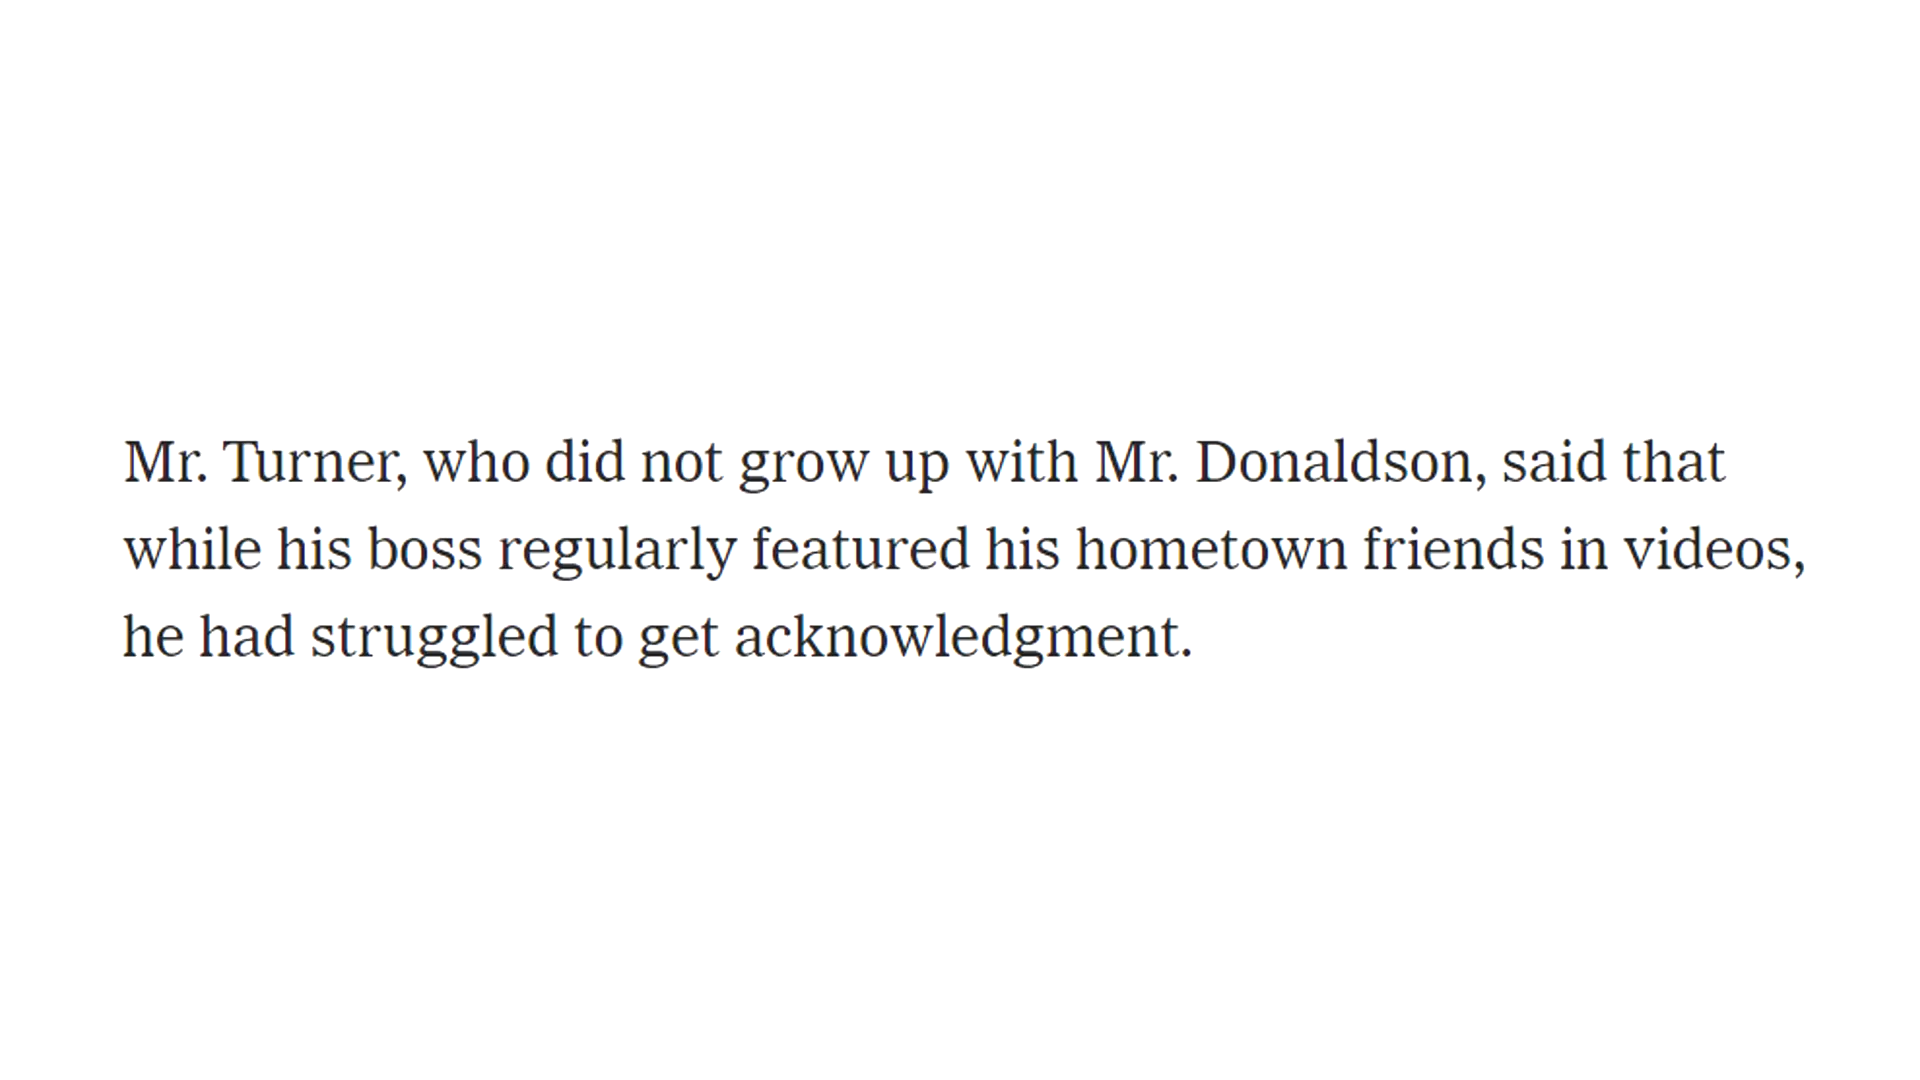 Mr. Turner, who did not grow up with Mr. Donaldson, said that
while his boss regularly featured his hometown friends in videos,
he had struggled to get acknowledgment.